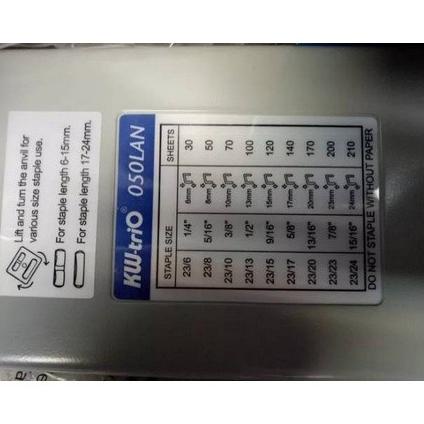 Lift and turn the anvil for
various size staple use.
For staple length 6-15mm.
For staple length 17-24mm.
KW-triO® 050LAN
STAPLE SIZE SHEETS
23/6 1/4" 6mm 30
23/8 5/16" 8mm 50
23/10 3/8" 10mm 70
23/13 1/2" 13mm 100
23/15 9/16" 15mm 120
23/17 5/8" 17mm 140
23/20 13/16" 20mm 170
23/23 7/8" 23mm 200
23/24 15/16" 24mm 210
DO NOT STAPLE WITHOUT PAPER